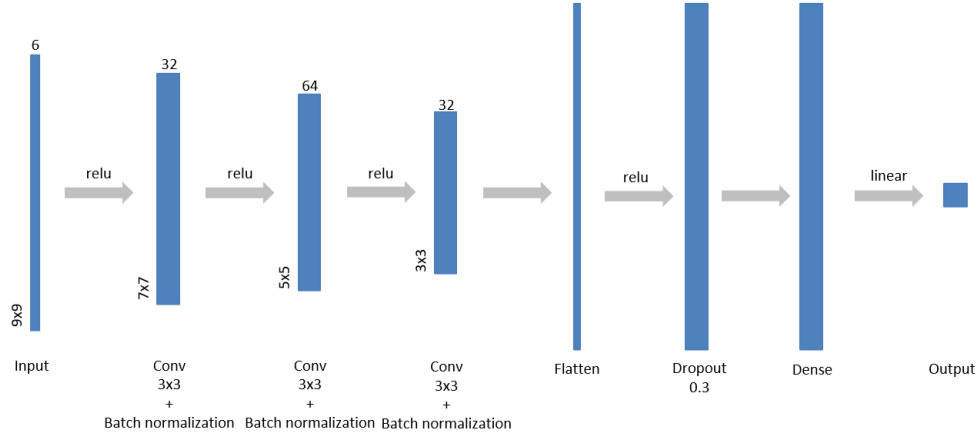 6
32
64
32
relu
relu
relu
relu
linear
9x9
7x7
5x5
3x3
Input
Conv
3x3
+
Batch normalization
Conv
3x3
+
Batch normalization
Conv
3x3
+
Batch normalization
Flatten
Dropout
0.3
Dense
Output